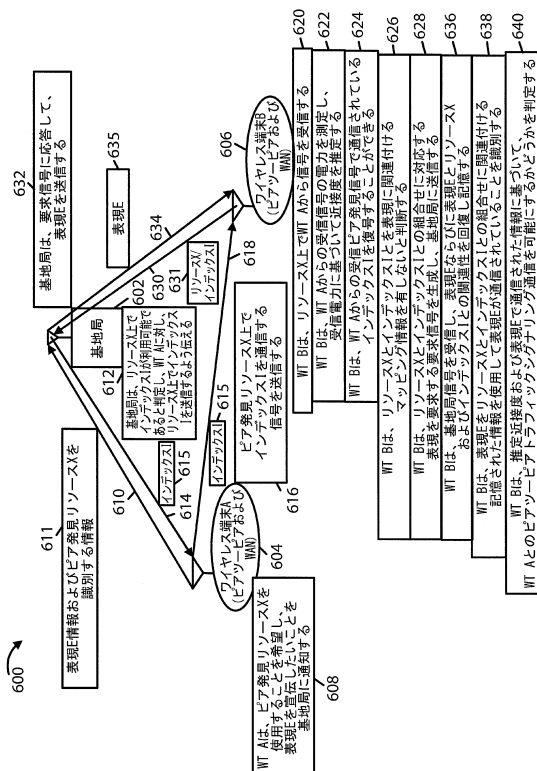 600
611
表現E情報およびピア発見リソースXを
識別する情報
632
基地局は、要求信号に応答して、
表現Eを送信する
635
表現E
602
基地局
612
基地局は、リソースX上で
インデックスIが利用可能で
あると判定し、WT Aに対し、
リソースX上でインデックス
Iを送信するよう伝える
610
614
615
インデックスI
634
630
631
リソースX/
インデックスI
618
615
インデックスI
604
ワイヤレス端末A
(ピアツーピアおよび
WAN)
606
ワイヤレス端末B
(ピアツーピアおよび
WAN)
608
WT Aは、ピア発見リソースXを
使用することを希望し、
表現Eを宣伝したいことを
基地局に通知する
616
ピア発見リソースX上で
インデックスIを通信する
信号を送信する
620
WT Bは、リソースX上でWT Aから信号を受信する
622
WT Bは、WT Aからの受信信号の電力を測定し、
受信電力に基づいて近接度を推定する
624
WT Bは、WT Aからの受信ピア発見信号で通信されている
インデックスIを復号することができる
626
WT Bは、リソースXとインデックスIとを表現に関連付ける
マッピング情報を有しないと判断する
628
WT Bは、リソースXとインデックスIとの組合せに対応する
表現を要求する要求信号を生成し、基地局に送信する
636
WT Bは、基地局信号を受信し、表現Eならびに表現EとリソースX
およびインデックスIとの関連性を回復し記憶する
638
WT Bは、表現EをリソースXとインデックスIとの組合せに関連付ける
記憶された情報を使用して表現Eが通信されていることを識別する
640
WT Bは、推定近接度および表現Eで通信された情報に基づいて、
WT Aとのピアツーピアトラフィックシグナリング通信を可能にするかどうかを判定する